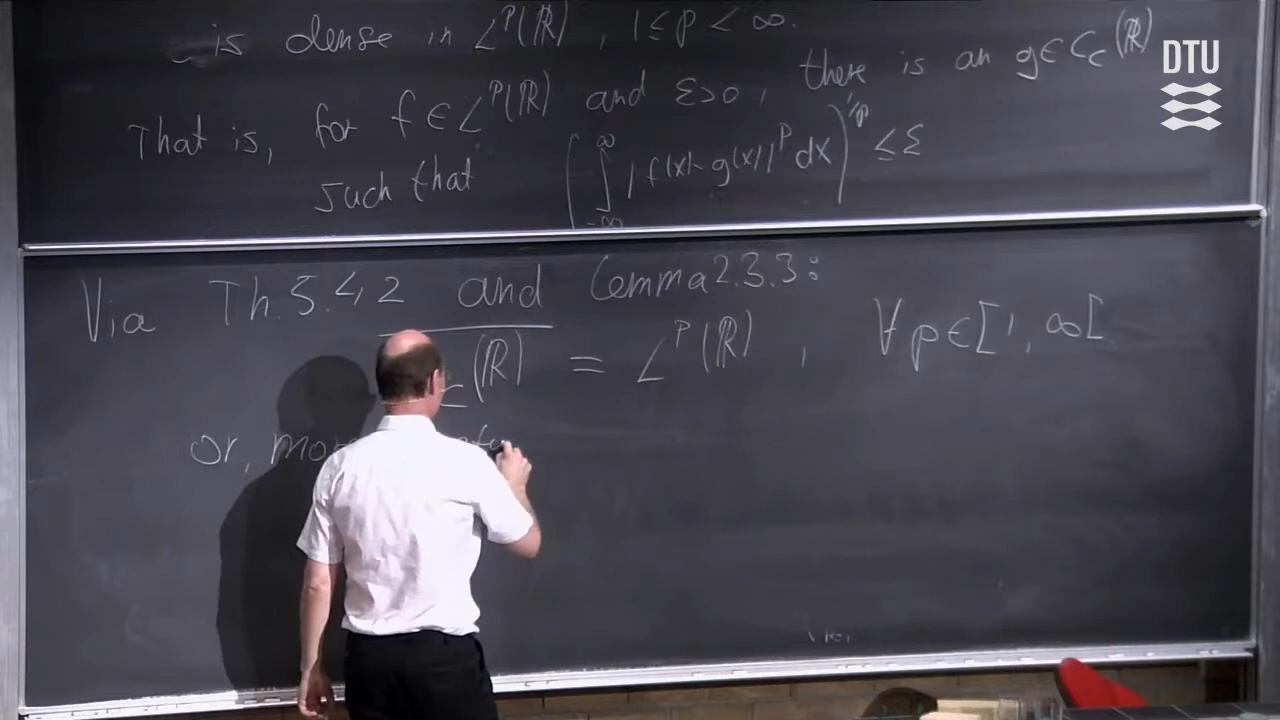 is dense in L^p(ℝ), 1 ≤ p < ∞.
That is, for f ∈ L^p(ℝ) and ε>0, there is an g ∈ C_c(ℝ)
such that (∫_{-∞}^{∞} |f(x)-g(x)|^p dx)^{1/p} ≤ ε
DTU
Via Th.5.4.2 and Lemma 2.3.3:
(ℝ) = L^p(ℝ), ∀ p ∈ [1, ∞[
or,